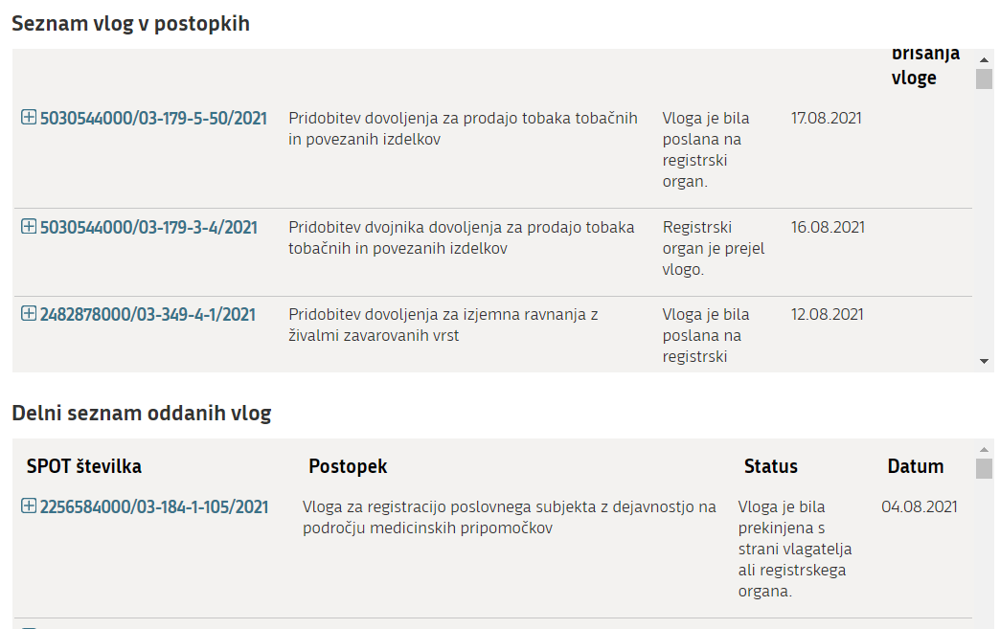 Seznam vlog v postopkih
brisanja
vloge
5030544000/03-179-5-50/2021 Pridobitev dovoljenja za prodajo tobaka tobačnih Vloga je bila 17.08.2021
in povezanih izdelkov poslana na
registrski
organ.
5030544000/03-179-3-4/2021 Pridobitev dvojnika dovoljenja za prodajo tobaka Registrski 16.08.2021
tobačnih in povezanih izdelkov organ je prejel
vlogo.
2482878000/03-349-4-1/2021 Pridobitev dovoljenja za izjemna ravnanja z Vloga je bila 12.08.2021
živalmi zavarovanih vrst poslana na
registrski
Delni seznam oddanih vlog
SPOT številka Postopek Status Datum
2256584000/03-184-1-105/2021 Vloga za registracijo poslovnega subjekta z dejavnostjo na Vloga je bila 04.08.2021
področju medicinskih pripomočkov prekinjena s
strani vlagatelja
ali registrskega
organa.